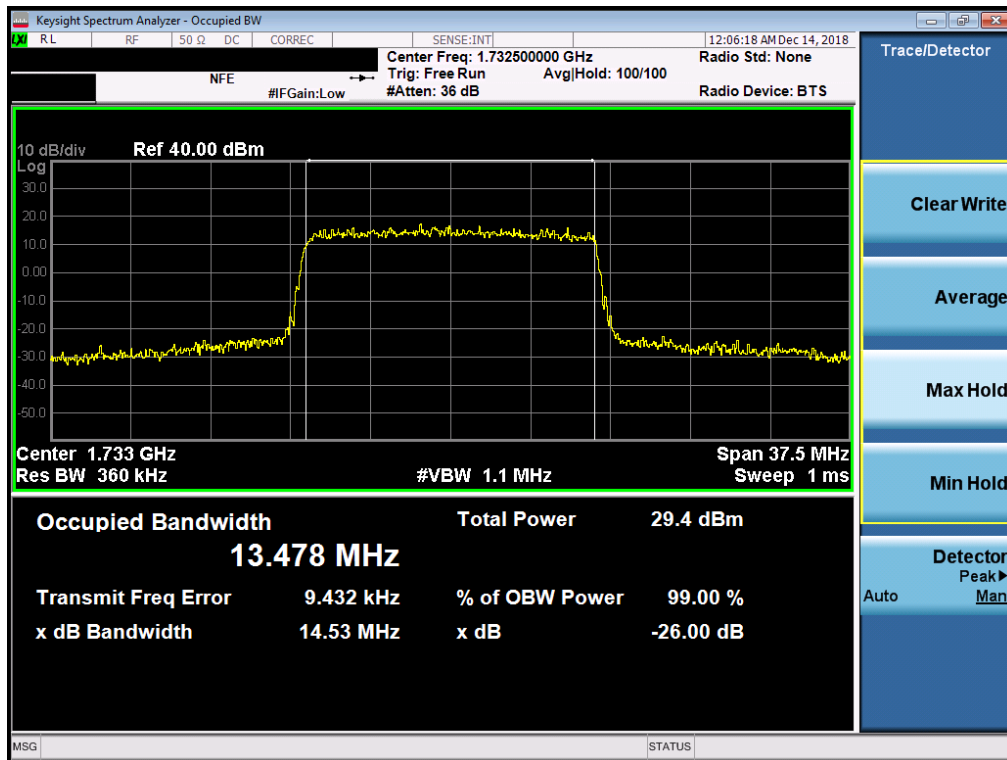 Keysight Spectrum Analyzer - Occupied BW
LXI RL RF 50 Ω DC CORREC SENSE:INT 12:06:18 AM Dec 14, 2018
Center Freq: 1.732500000 GHz Radio Std: None
NFE Trig: Free Run Avg|Hold: 100/100
#IFGain:Low #Atten: 36 dB Radio Device: BTS
10 dB/div Ref 40.00 dBm
Log
30.0
20.0
10.0
0.00
-10.0
-20.0
-30.0
-40.0
-50.0
Center 1.733 GHz Span 37.5 MHz
Res BW 360 kHz #VBW 1.1 MHz Sweep 1 ms
Occupied Bandwidth Total Power 29.4 dBm
13.478 MHz
Transmit Freq Error 9.432 kHz % of OBW Power 99.00 %
x dB Bandwidth 14.53 MHz x dB -26.00 dB
MSG STATUS
Trace/Detector
Clear Write
Average
Max Hold
Min Hold
Detector
Peak▶
Auto Man